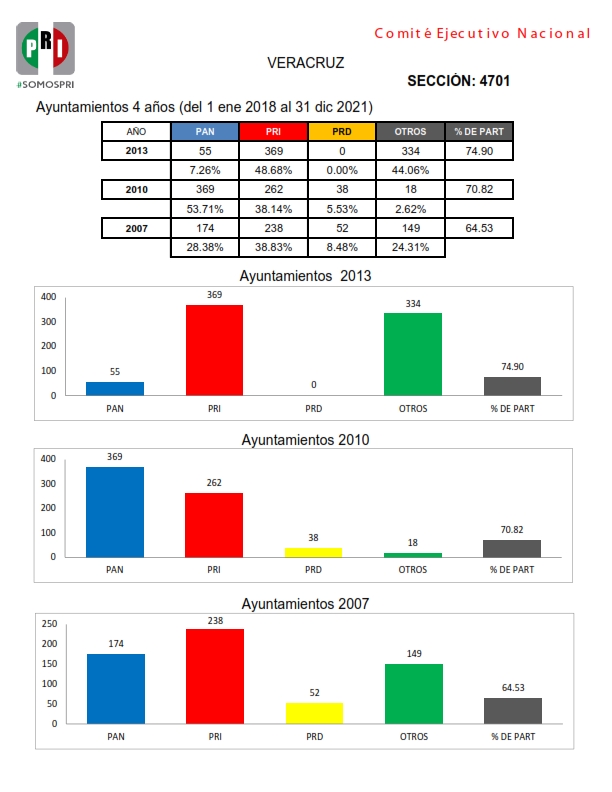 Comité Ejecutivo Nacional
PRI
#SOMOSPRI
VERACRUZ
SECCIÓN: 4701
Ayuntamientos 4 años (del 1 ene 2018 al 31 dic 2021)
AÑO PAN PRI PRD OTROS % DE PART
2013 55 369 0 334 74.90
7.26% 48.68% 0.00% 44.06%
2010 369 262 38 18 70.82
53.71% 38.14% 5.53% 2.62%
2007 174 238 52 149 64.53
28.38% 38.83% 8.48% 24.31%
Ayuntamientos 2013
400
300
200
100
0
55 369 0 334 74.90
PAN PRI PRD OTROS % DE PART
Ayuntamientos 2010
400
300
200
100
0
369 262 38 18 70.82
PAN PRI PRD OTROS % DE PART
Ayuntamientos 2007
250
200
150
100
50
0
174 238 52 149 64.53
PAN PRI PRD OTROS % DE PART